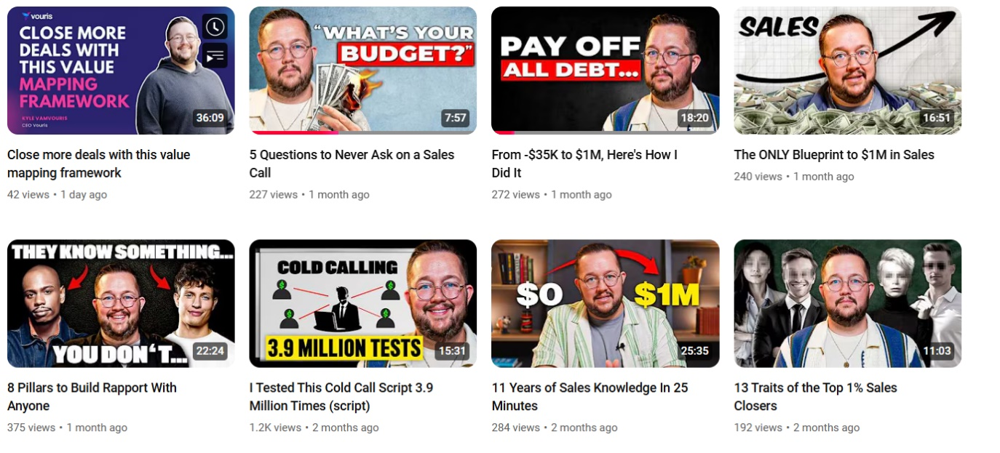 vouris
CLOSE MORE
DEALS WITH
THIS VALUE
MAPPING
FRAMEWORK
KYLE VAMVOURIS
CEO Vouris
36:09
Close more deals with this value
mapping framework
42 views • 1 day ago
“WHAT'S YOUR
BUDGET?”
7:57
5 Questions to Never Ask on a Sales
Call
227 views • 1 month ago
PAY OFF
ALL DEBT...
18:20
From -$35K to $1M, Here's How I
Did It
272 views • 1 month ago
SALES
16:51
The ONLY Blueprint to $1M in Sales
240 views • 1 month ago
THEY KNOW SOMETHING...
YOU DON'T...
22:24
8 Pillars to Build Rapport With
Anyone
375 views • 1 month ago
COLD CALLING
$
$
$
$
3.9 MILLION TESTS
15:31
I Tested This Cold Call Script 3.9
Million Times (script)
1.2K views • 2 months ago
$0
$1M
25:35
11 Years of Sales Knowledge In 25
Minutes
284 views • 2 months ago
11:03
13 Traits of the Top 1% Sales
Closers
192 views • 2 months ago